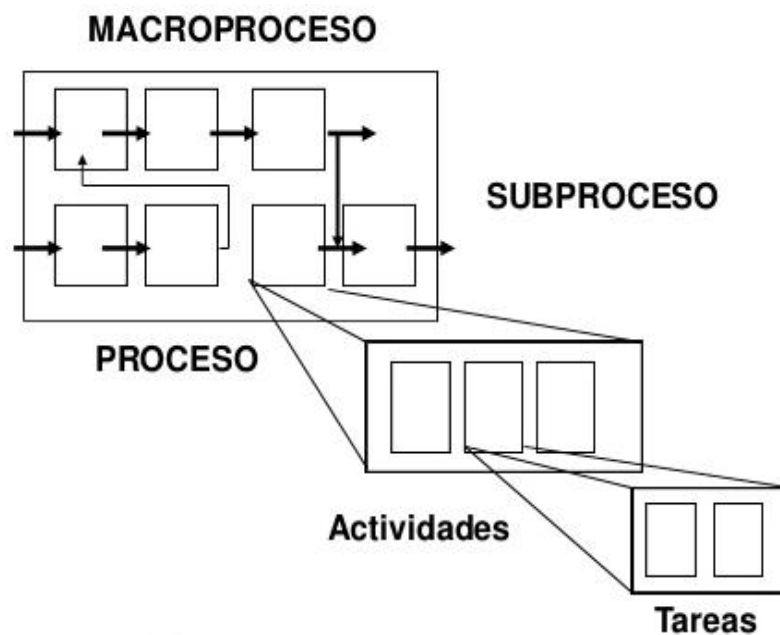 MACROPROCESO
SUBPROCESO
PROCESO
Actividades
Tareas